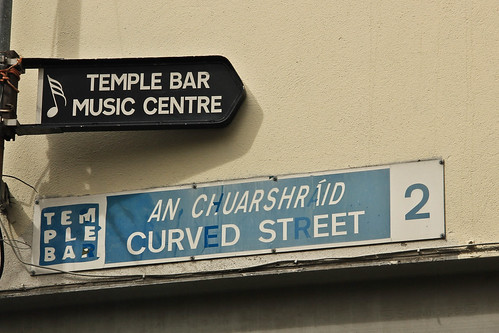 TEMPLE BAR
MUSIC CENTRE
TEM
PLE
BAR
AN CHUARSHRÁID
CURVED STREET
2